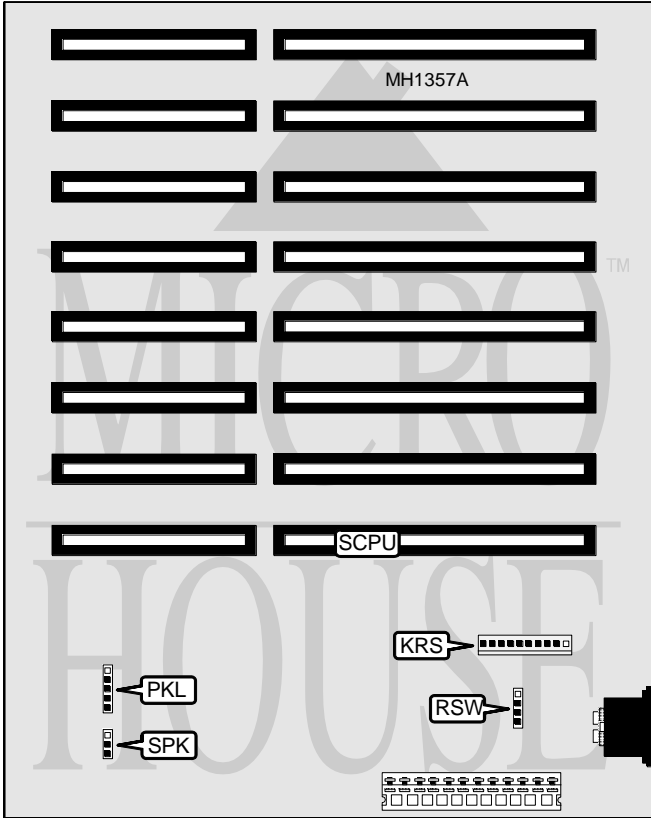 MH1357A
MICRO
TM
HOUSE
SCPU
KRS
PKL
RSW
SPK